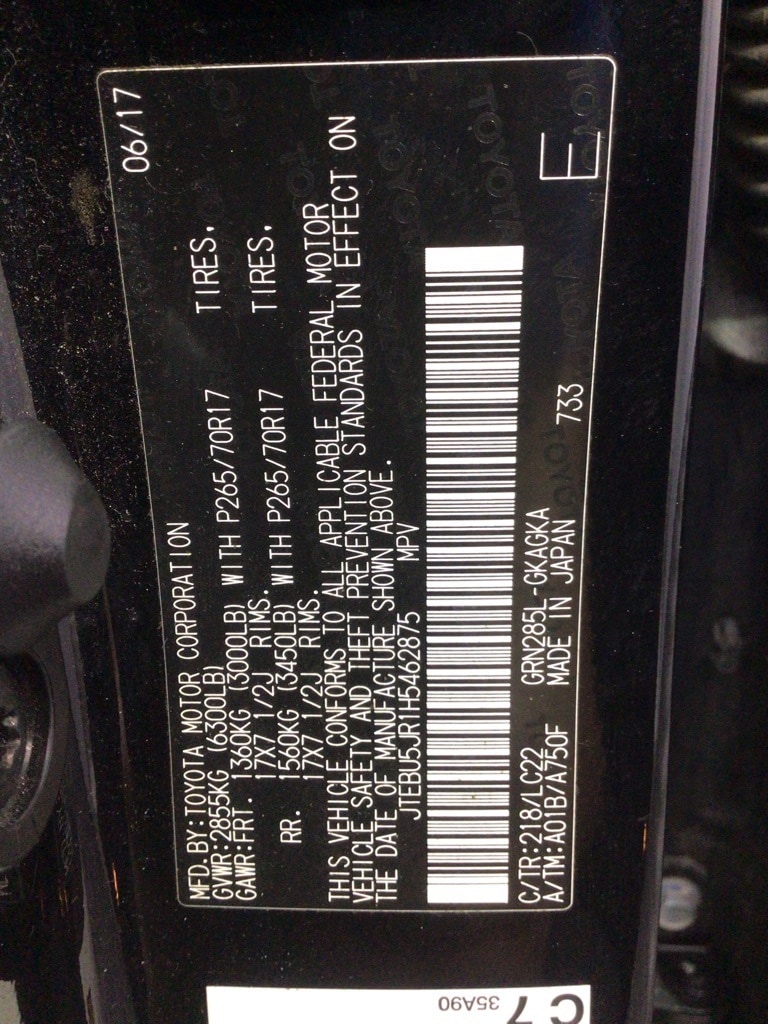 MFD. BY: TOYOTA MOTOR CORPORATION 06/17
GVWR: 2855KG (6300LB)
GAWR: FRT. 1360KG (3000LB) WITH P265/70R17 TIRES,
17X7 1/2J RIMS.
RR. 1560KG (3450LB) WITH P265/70R17 TIRES,
17X7 1/2J RIMS.
THIS VEHICLE CONFORMS TO ALL APPLICABLE FEDERAL MOTOR
VEHICLE SAFETY AND THEFT PREVENTION STANDARDS IN EFFECT ON
THE DATE OF MANUFACTURE SHOWN ABOVE.
JTEBU5JR1H5462875 MPV
C/TR: 218/LC22 GRN285L-GKAGKA
A/TM: A01B/A750F MADE IN JAPAN 733
E
35A90
C7